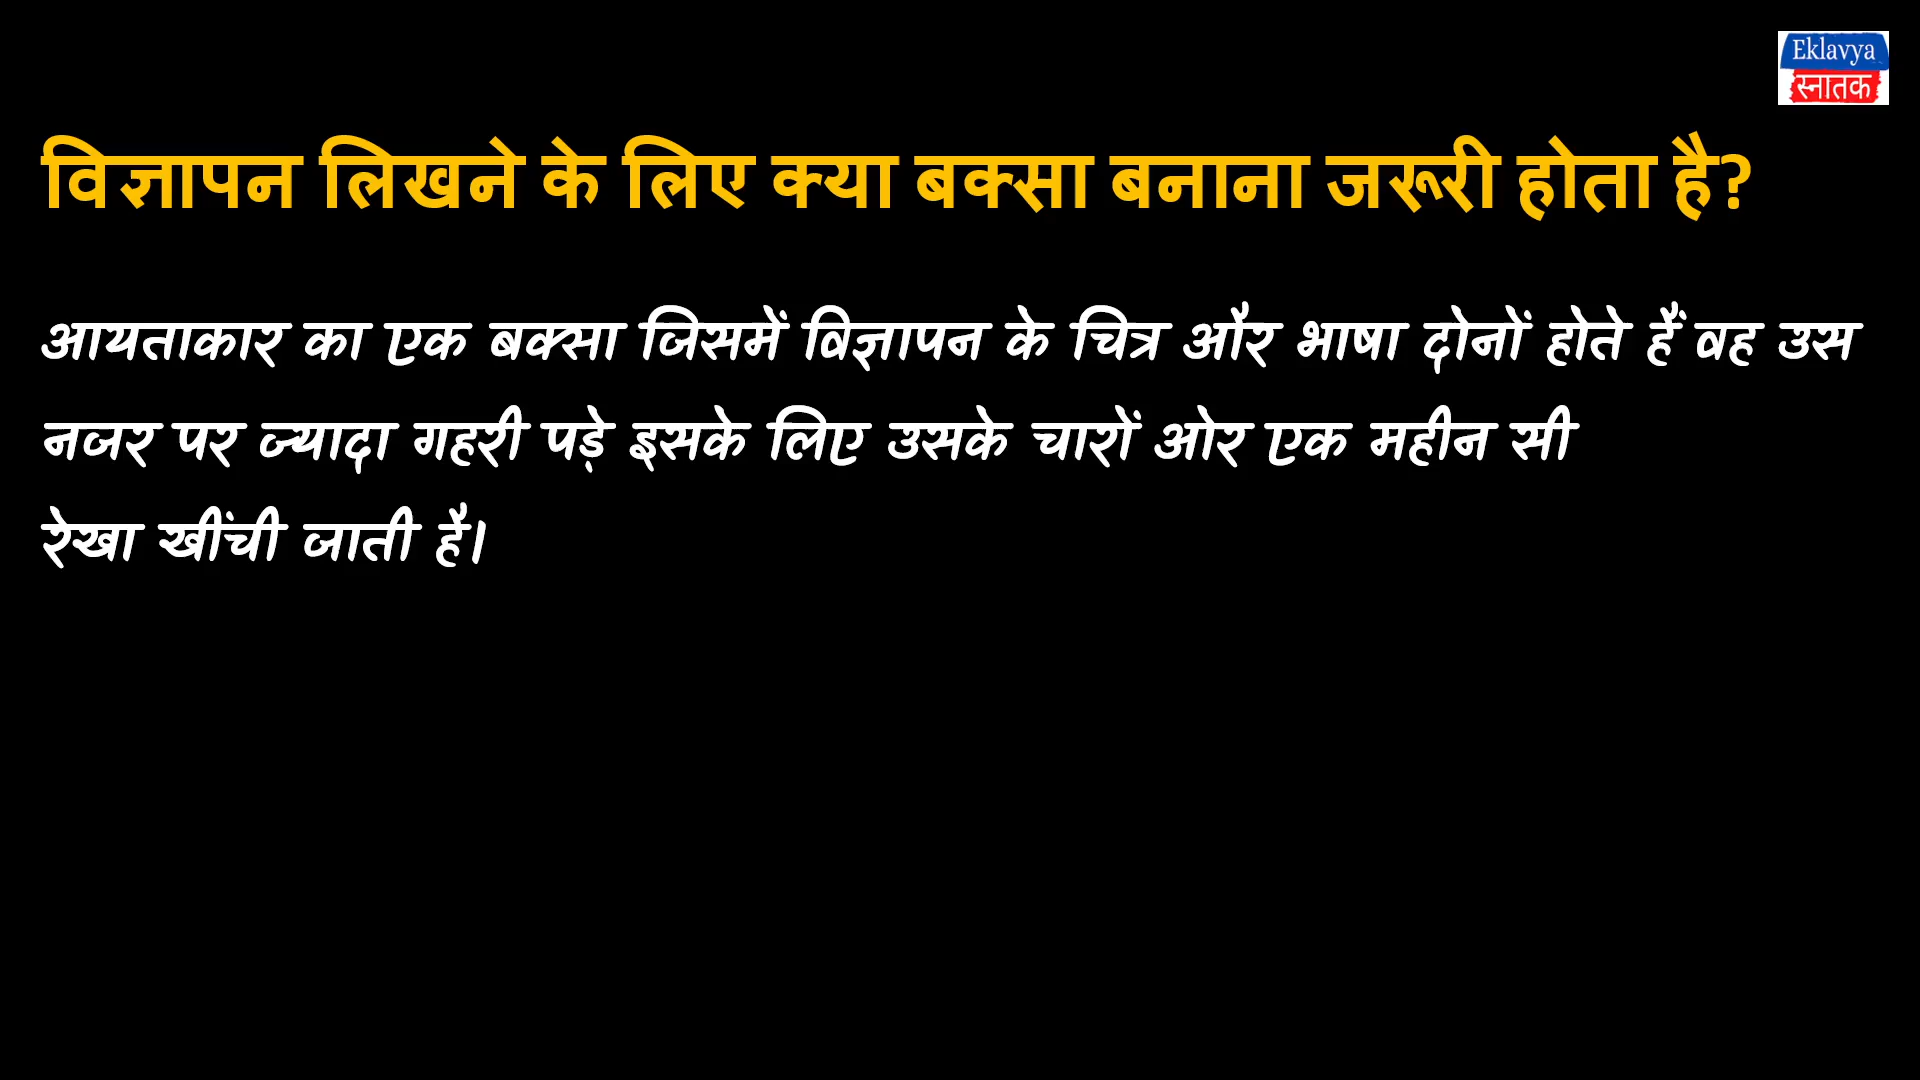 Eklavya
स्नातक
विज्ञापन लिखने के लिए क्या बक्सा बनाना जरूरी होता है?
आयताकार का एक बक्सा जिसमें विज्ञापन के चित्र और भाषा दोनों होते हैं वह उस
नजर पर ज्यादा गहरी पड़े इसके लिए उसके चारों ओर एक महीन सी
रेखा खींची जाती है।